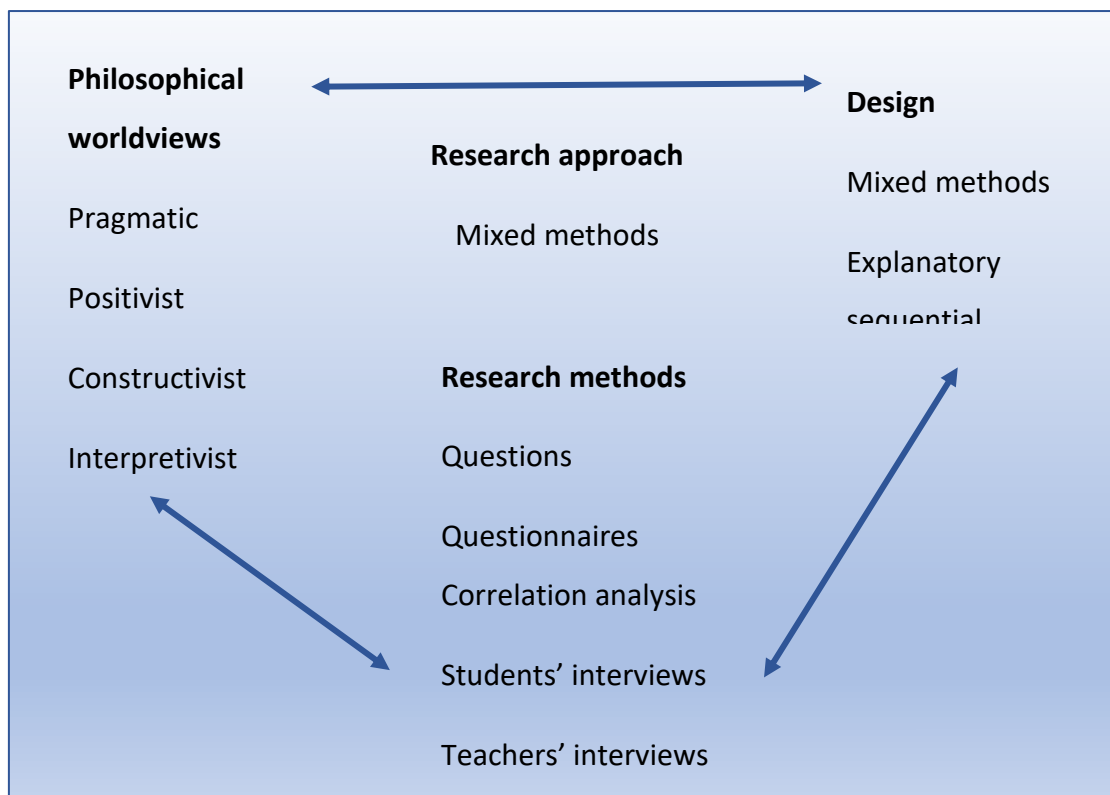 Philosophical
worldviews
Pragmatic
Positivist
Constructivist
Interpretivist
Research approach
Mixed methods
Research methods
Questions
Questionnaires
Correlation analysis
Students’ interviews
Teachers’ interviews
Design
Mixed methods
Explanatory
sequential